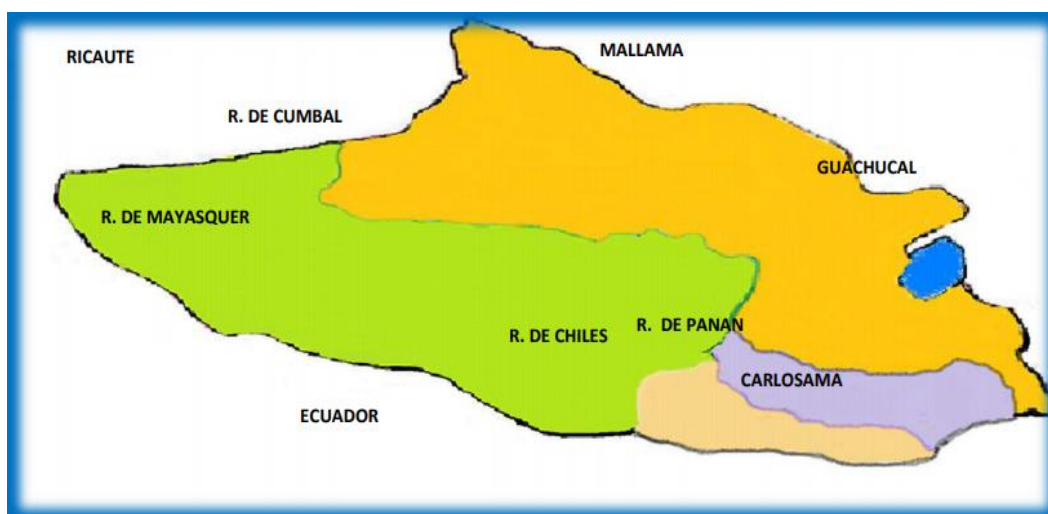 RICAUTE
MALLAMA
R. DE CUMBAL
GUACHUCAL
R. DE MAYASQUER
R. DE CHILES
R. DE PANAN
CARLOSAMA
ECUADOR